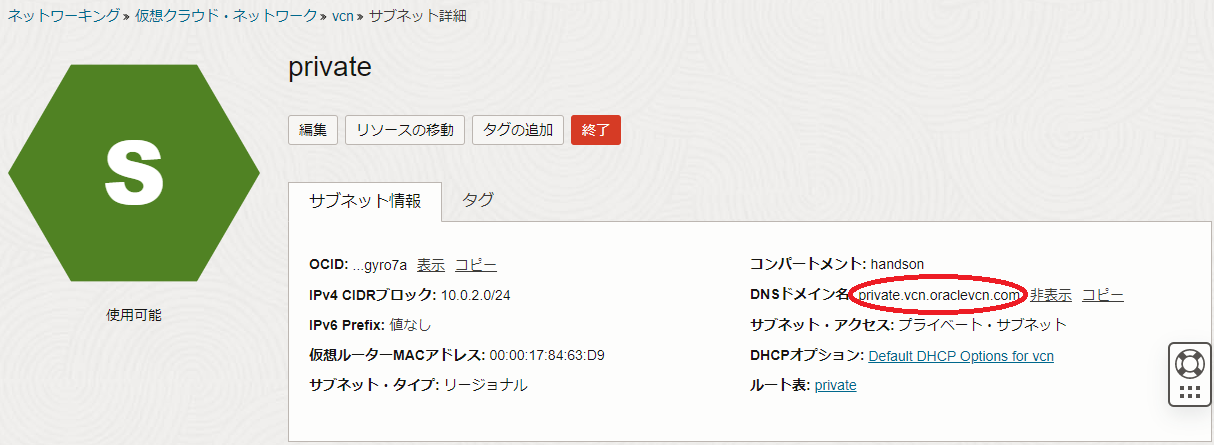 ネットワーキング » 仮想クラウド・ネットワーク » vcn » サブネット詳細
S
使用可能
private
編集 リソースの移動 タグの追加 終了
サブネット情報 タグ
OCID: ...gyro7a 表示 コピー
IPv4 CIDRブロック: 10.0.2.0/24
IPv6 Prefix: 値なし
仮想ルーターMACアドレス: 00:00:17:84:63:D9
サブネット・タイプ: リージョナル
コンパートメント: handson
DNSドメイン名: private.vcn.oraclevcn.com 非表示 コピー
サブネット・アクセス: プライベート・サブネット
DHCPオプション: Default DHCP Options for vcn
ルート表: private